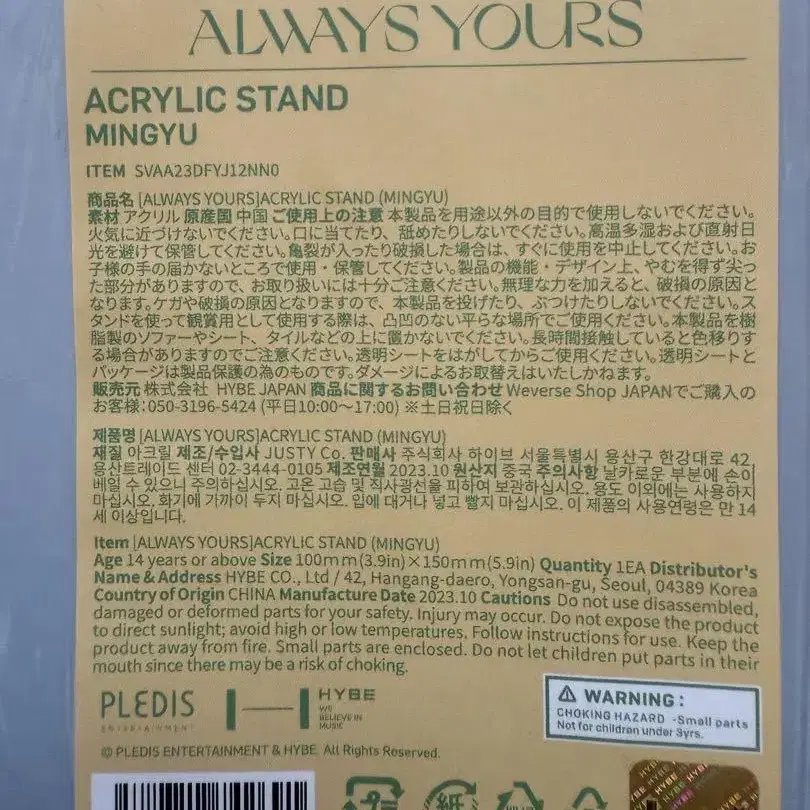 ALWAYS YOURS
ACRYLIC STAND
MINGYU
ITEM SVAA23DFYJ12NN0
商品名 [ALWAYS YOURS]ACRYLIC STAND (MINGYU)
素材 アクリル 原産国 中国 ご使用上の注意 本製品を用途以外の目的で使用しないでください。
火気に近づけないでください。口に当てたり、舐めたりしないでください。高温多湿および直射日
光を避けて保管してください。亀裂が入ったり破損した場合は、すぐに使用を中止してください。お
子様の手の届かないところで使用・保管してください。製品の機能・デザイン上、やむを得ず尖っ
た部分がありますので、お取り扱いには十分ご注意ください。無理な力を加えると、破損の原因と
なります。ケガや破損の原因となりますので、本製品を投げたり、ぶつけたりしないでください。ス
タンドを使って観賞用として使用する際は、凸凹のない平らな場所でご使用ください。本製品を樹
脂製のソファーやシート、タイルなどの上に置かないでください。長時間接触していると色移りす
る場合がありますのでご注意ください。透明シートをはがしてからご使用ください。透明シートと
パッケージは製品保護の為のものです。ダメージによるお取替えはいたしかねます。
販売元 株式会社 HYBE JAPAN 商品に関するお問い合わせ Weverse Shop JAPANでご購入の
お客様：050-3196-5424 (平日10:00～17:00) ※土日祝日除く
제품명 [ALWAYS YOURS]ACRYLIC STAND (MINGYU)
재질 아크릴 제조/수입사 JUSTY Co. 판매사 주식회사 하이브 서울특별시 용산구 한강대로 42,
용산트레이드 센터 02-3444-0105 제조연월 2023.10 원산지 중국 주의사항 날카로운 부분에 손이
베일 수 있으니 주의하십시오. 고온 고습 및 직사광선을 피하여 보관하십시오. 용도 이외에는 사용하지
마십시오. 화기에 가까이 두지 마십시오. 입에 대거나 넣고 빨지 마십시오. 이 제품의 사용연령은 만 14
세 이상입니다.
Item [ALWAYS YOURS]ACRYLIC STAND (MINGYU)
Age 14 years or above Size 100mm(3.9in)×150mm(5.9in) Quantity 1EA Distributor's
Name & Address HYBE CO., Ltd / 42, Hangang-daero, Yongsan-gu, Seoul, 04389 Korea
Country of Origin CHINA Manufacture Date 2023.10 Cautions Do not use disassembled,
damaged or deformed parts for your safety. Injury may occur. Do not expose the product
to direct sunlight; avoid high or low temperatures. Follow instructions for use. Keep the
product away from fire. Small parts are enclosed. Do not let children put parts in their
mouth since there may be a risk of choking.
PLEDIS
ENTERTAINMENT
HYBE
WE
BELIEVE IN
MUSIC
WARNING :
CHOKING HAZARD -Small parts
Not for children under 3yrs.
© PLEDIS ENTERTAINMENT & HYBE. All Rights Reserved.
紙
HYBE